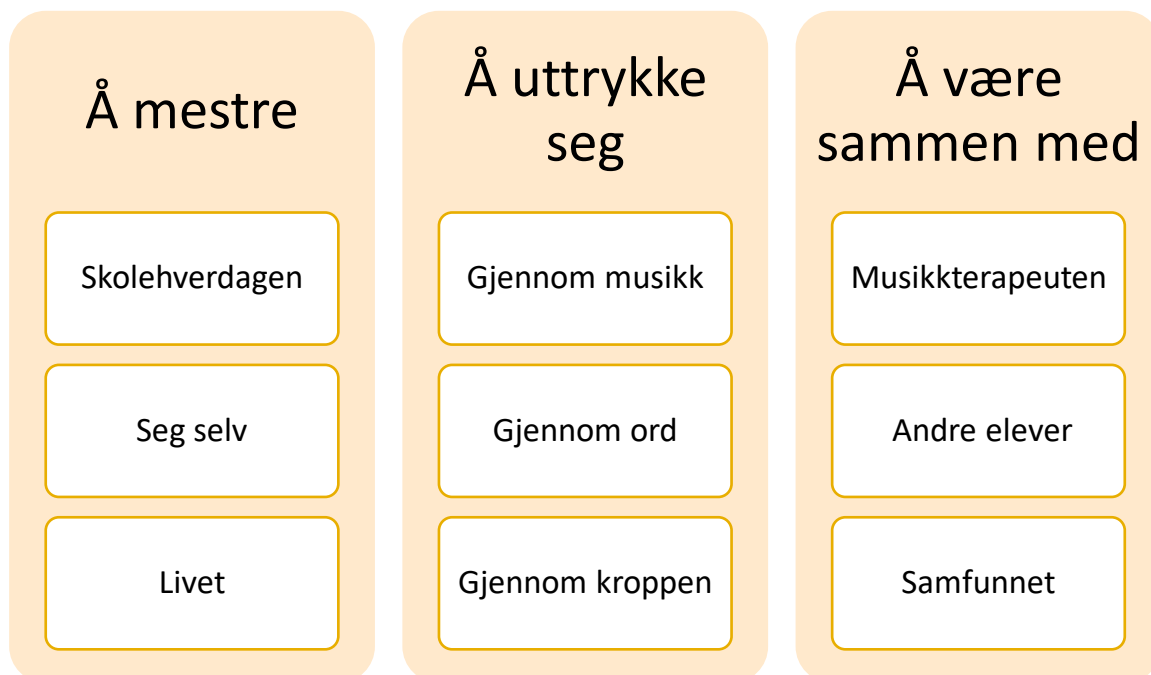 Å mestre
Skolehverdagen
Seg selv
Livet
Å uttrykke
seg
Gjennom musikk
Gjennom ord
Gjennom kroppen
Å være
sammen med
Musikkterapeuten
Andre elever
Samfunnet